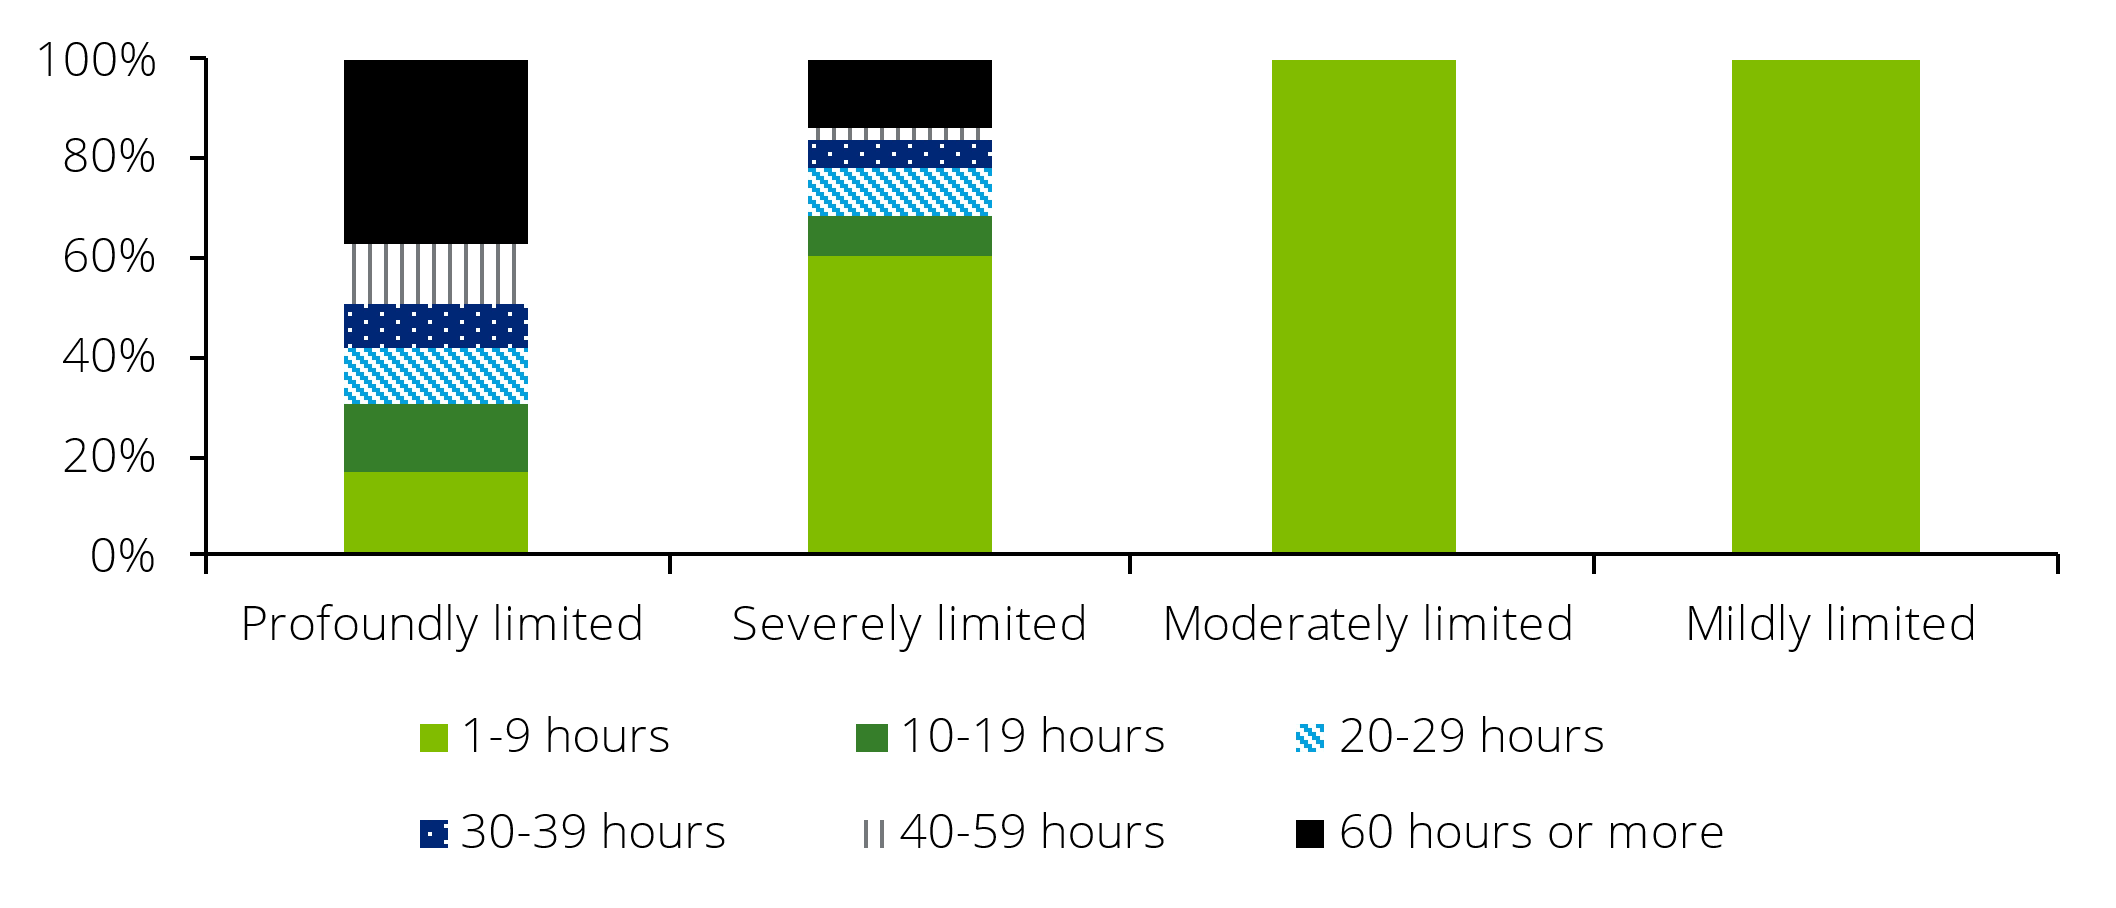 100%
80%
60%
40%
20%
0%
Profoundly limited Severely limited Moderately limited Mildly limited
1-9 hours 10-19 hours 20-29 hours
30-39 hours 40-59 hours 60 hours or more